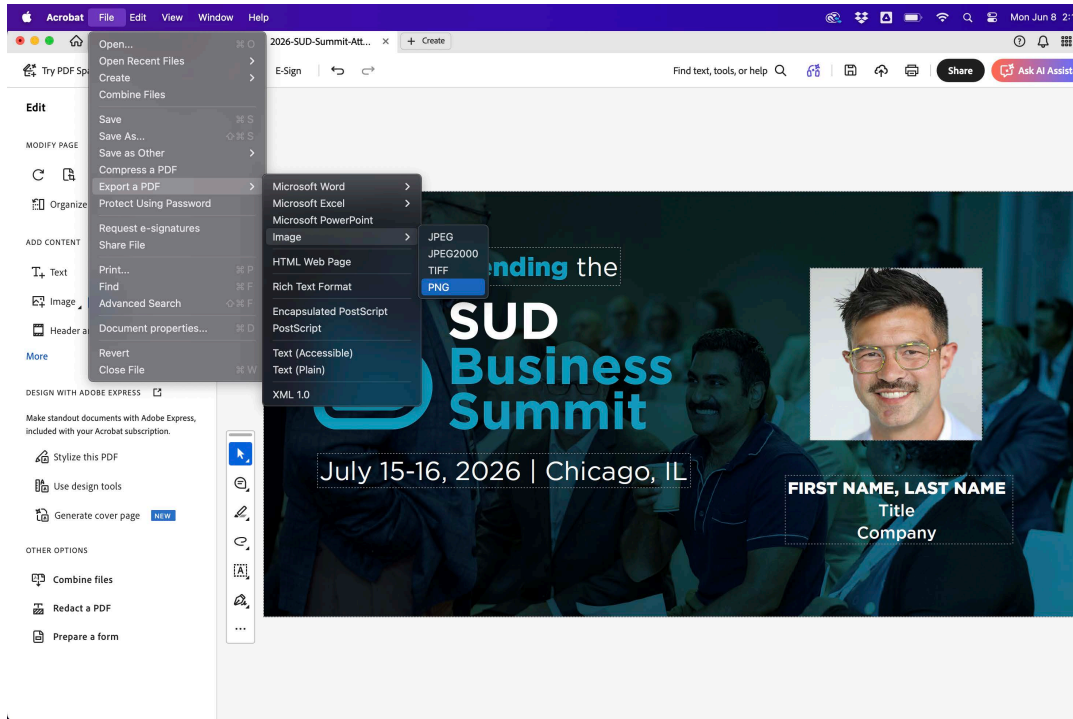 Acrobat File Edit View Window Help Mon Jun 8 2:1
2026-SUD-Summit-Att... × + Create
Try PDF Spa E-Sign Find text, tools, or help Share Ask AI Assist
Open... ⌘ O
Open Recent Files
Create
Combine Files
Save ⌘ S
Save As... ⇧⌘ S
Save as Other
Compress a PDF
Export a PDF
Protect Using Password
Request e-signatures
Share File
Print... ⌘ P
Find ⌘ F
Advanced Search ⇧⌘ F
Document properties... ⌘ D
Revert
Close File ⌘ W
Microsoft Word
Microsoft Excel
Microsoft PowerPoint
Image
HTML Web Page
Rich Text Format
Encapsulated PostScript
PostScript
Text (Accessible)
Text (Plain)
XML 1.0
JPEG
JPEG2000
TIFF
PNG
Edit
MODIFY PAGE
Organize
ADD CONTENT
Text
Image
Header a
More
DESIGN WITH ADOBE EXPRESS
Make standout documents with Adobe Express,
included with your Acrobat subscription.
Stylize this PDF
Use design tools
Generate cover page NEW
OTHER OPTIONS
Combine files
Redact a PDF
Prepare a form
nding the
SUD
Business
Summit
July 15-16, 2026 | Chicago, IL
FIRST NAME, LAST NAME
Title
Company